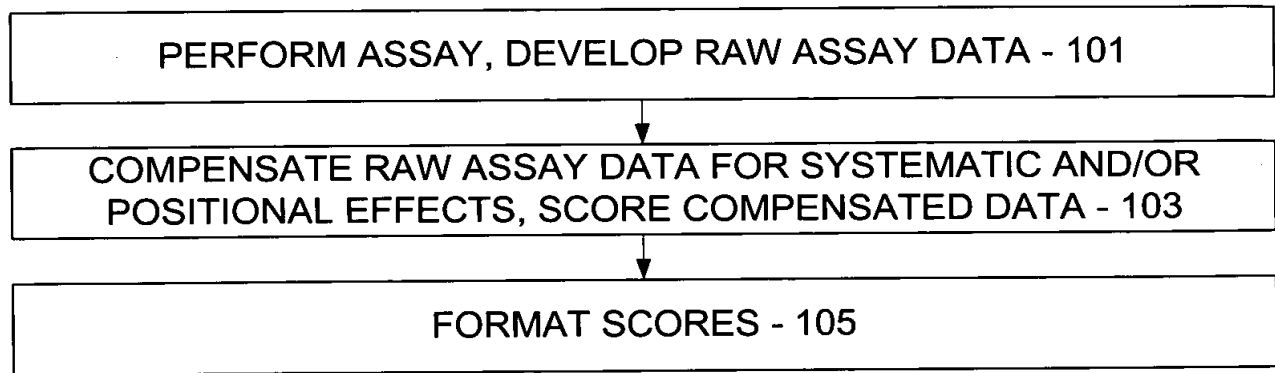 PERFORM ASSAY, DEVELOP RAW ASSAY DATA - 101
COMPENSATE RAW ASSAY DATA FOR SYSTEMATIC AND/OR
POSITIONAL EFFECTS, SCORE COMPENSATED DATA - 103
FORMAT SCORES - 105